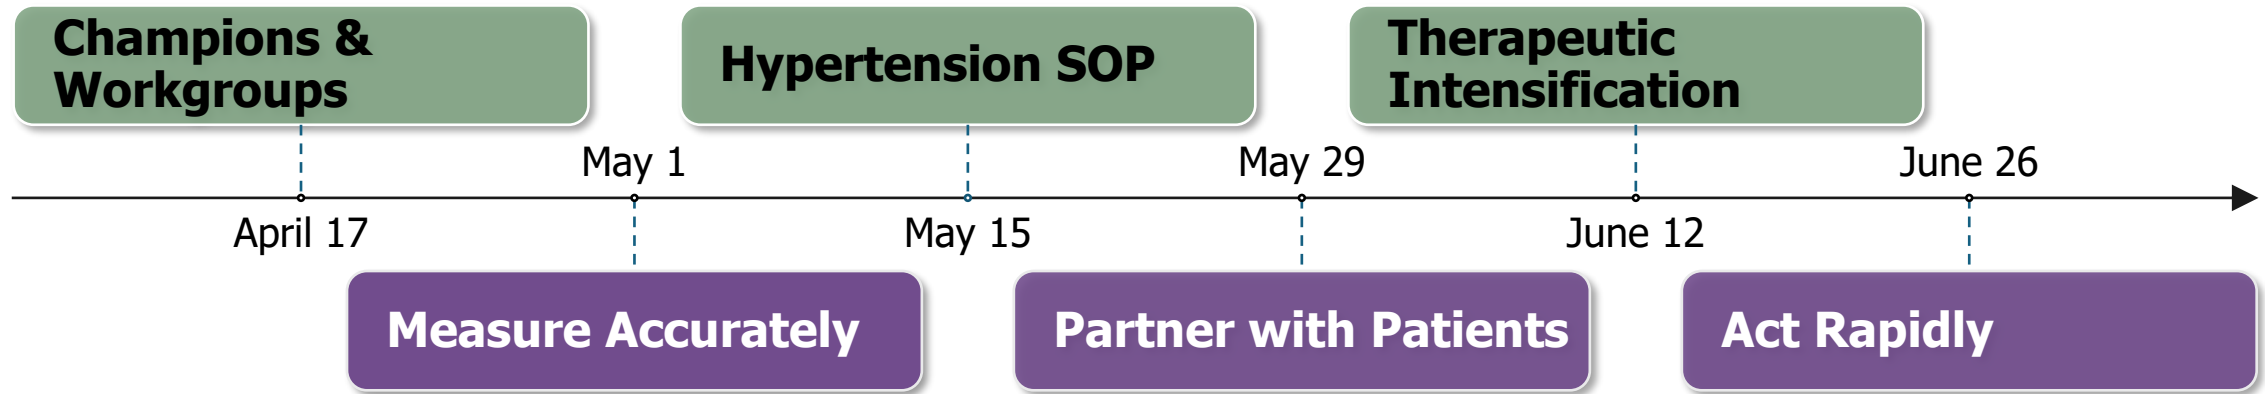 Champions &
Workgroups
Hypertension SOP
Therapeutic
Intensification
May 1
May 29
June 26
April 17
May 15
June 12
Measure Accurately
Partner with Patients
Act Rapidly